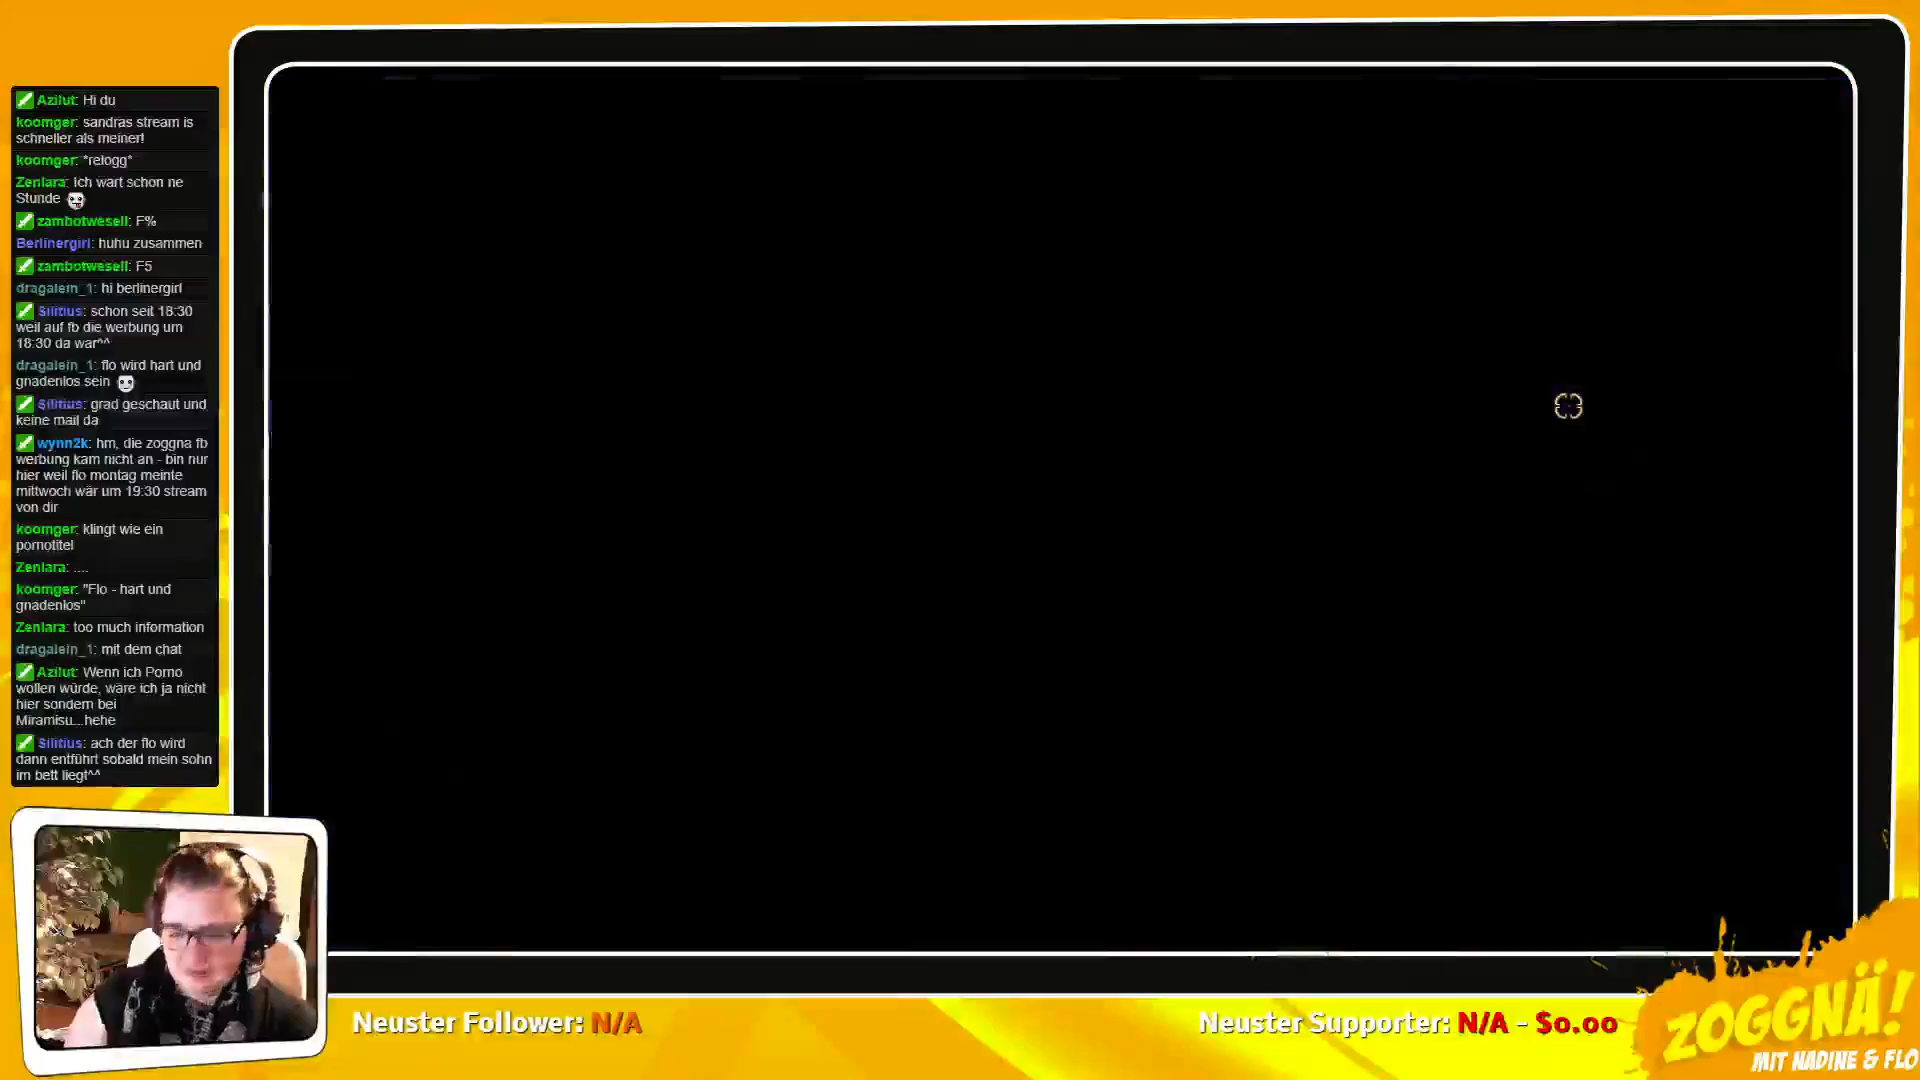 Azilut: Hi du
koomger: sandras stream is
schneller als meiner!
koomger: *relogg*
Zenlara: Ich wart schon ne
Stunde
zambotwesell: F%
Berlinergirl: huhu zusammen
zambotwesell: F5
dragalein_1: hi berlinergirl
Silitius: schon seit 18:30
weil auf fb die werbung um
18:30 da war^^
dragalein_1: flo wird hart und
gnadenlos sein
Silitius: grad geschaut und
keine mail da
wynn2k: hm, die zoggna fb
werbung kam nicht an - bin nur
hier weil flo montag meinte
mittwoch wär um 19:30 stream
von dir
koomger: klingt wie ein
pornotitel
Zenlara: ....
koomger: "Flo - hart und
gnadenlos"
Zenlara: too much information
dragalein_1: mit dem chat
Azilut: Wenn ich Porno
wollen würde, wäre ich ja nicht
hier sondern bei
Miramisu...hehe
Silitius: ach der flo wird
dann entführt sobald mein sohn
im bett liegt^^
Neuster Follower: N/A
Neuster Supporter: N/A - $0.00
ZOGGNÄ!
MIT NADINE & FLO